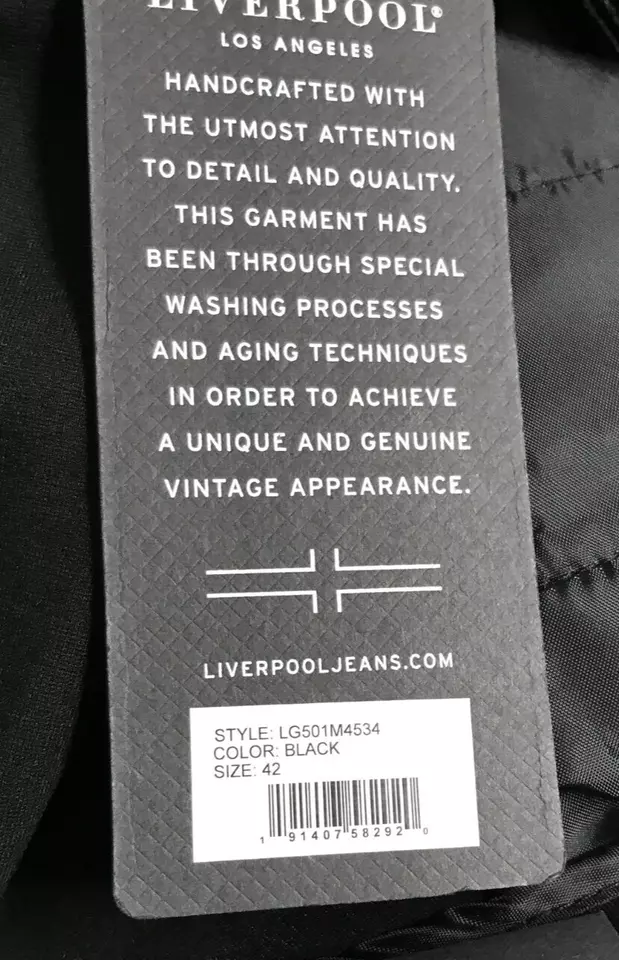 LIVERPOOL®
LOS ANGELES
HANDCRAFTED WITH
THE UTMOST ATTENTION
TO DETAIL AND QUALITY.
THIS GARMENT HAS
BEEN THROUGH SPECIAL
WASHING PROCESSES
AND AGING TECHNIQUES
IN ORDER TO ACHIEVE
A UNIQUE AND GENUINE
VINTAGE APPEARANCE.
LIVERPOOLJEANS.COM
STYLE: LG501M4534
COLOR: BLACK
SIZE: 42
1 91407 58292 0